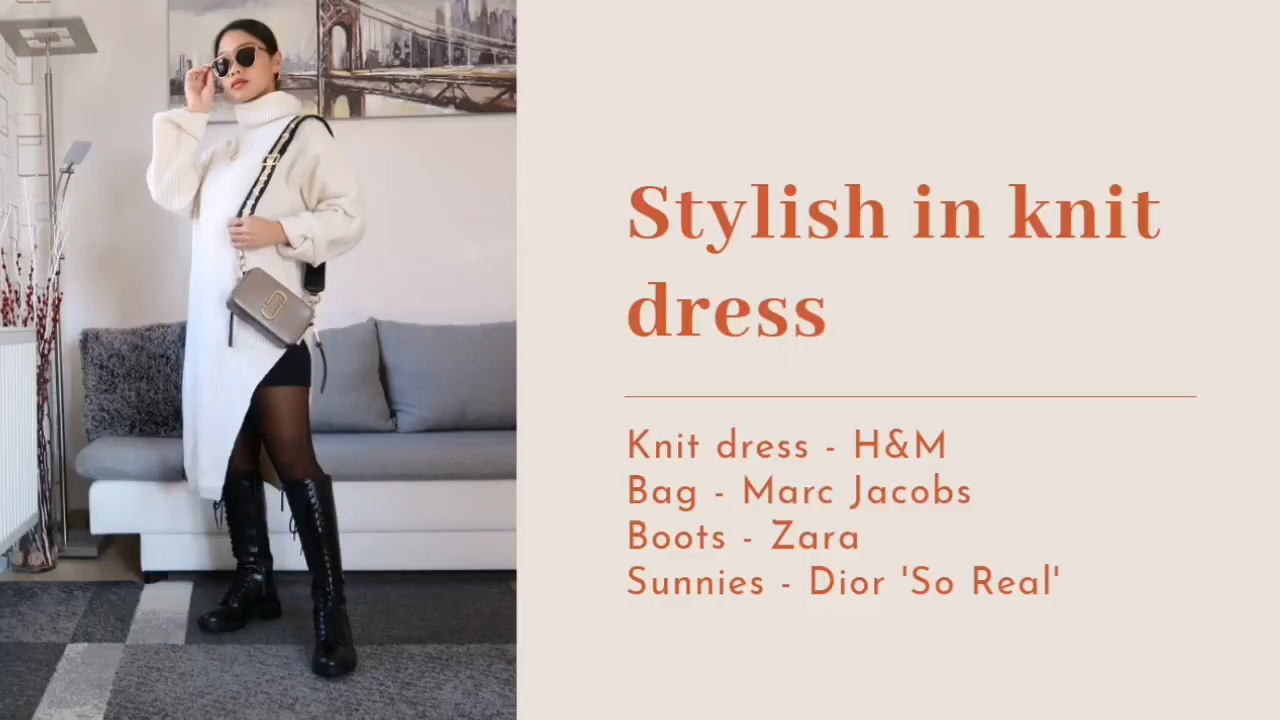 Stylish in knit
dress
Knit dress - H&M
Bag - Marc Jacobs
Boots - Zara
Sunnies - Dior 'So Real'